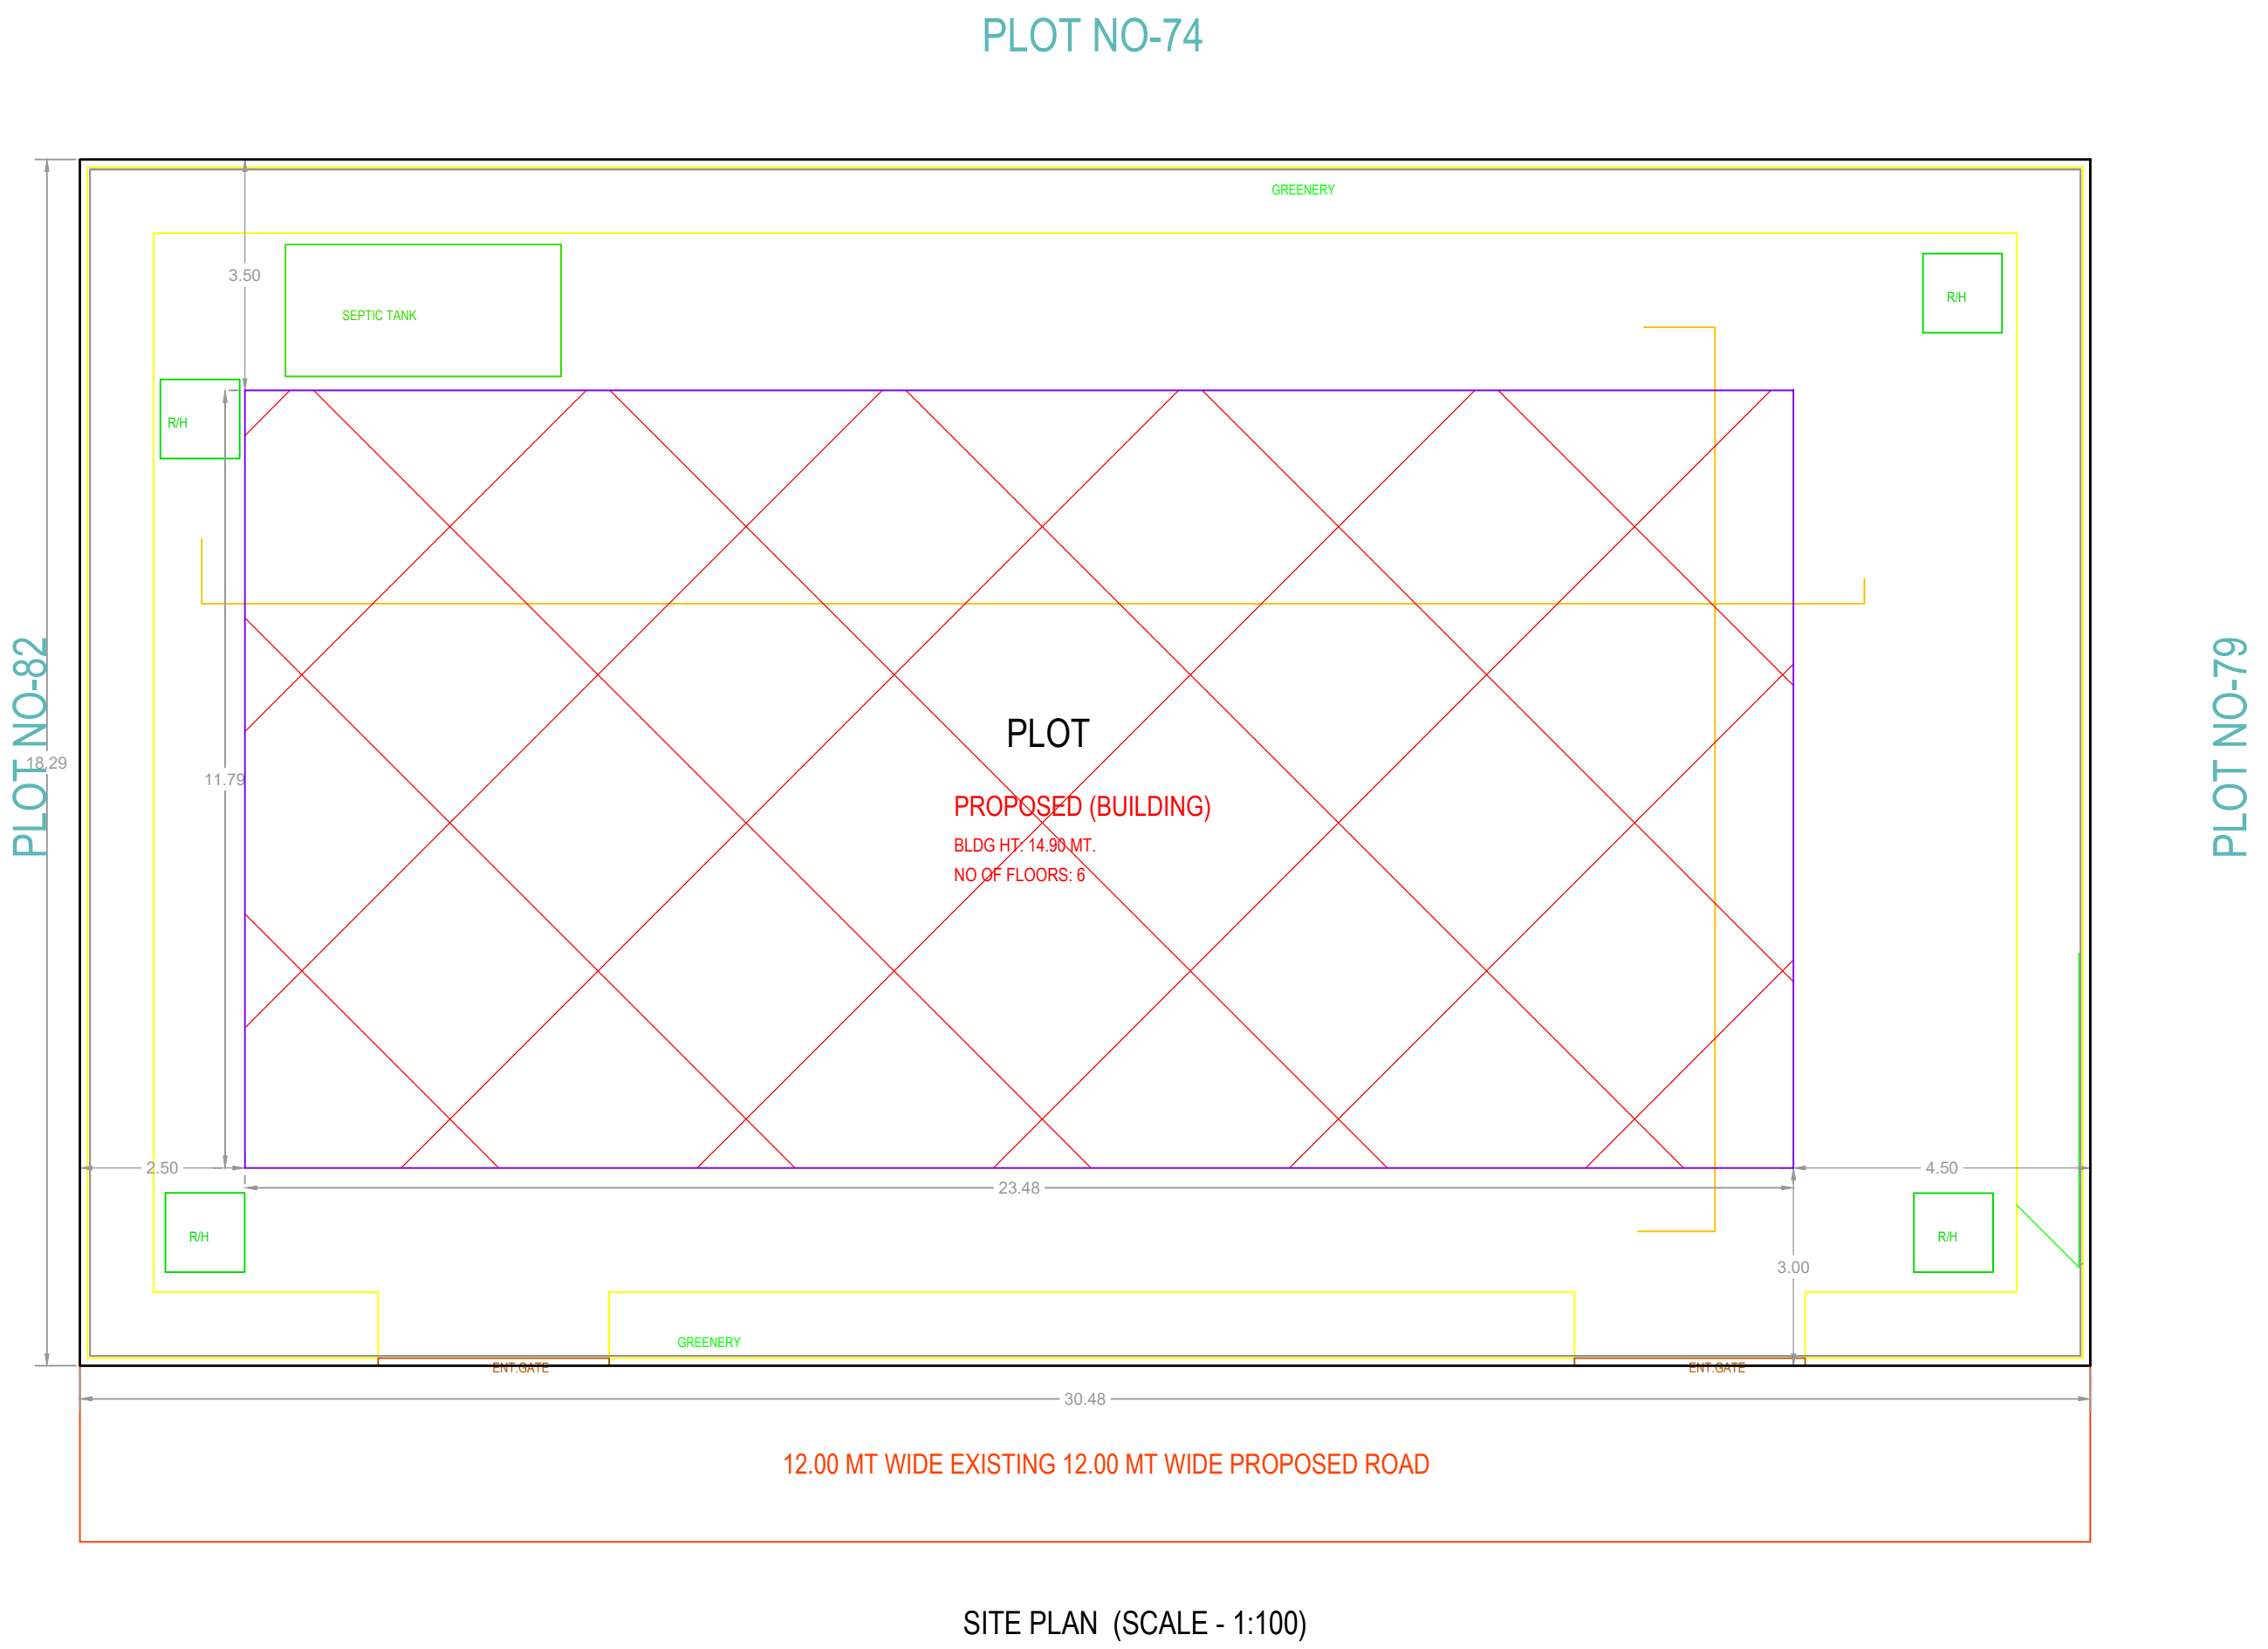 PLOT NO-74
GREENERY
3.50
R/H
SEPTIC TANK
R/H
PLOT NO-82
18.29
11.79
PLOT
PROPOSED (BUILDING)
BLDG HT: 14.90 MT.
NO OF FLOORS: 6
PLOT NO-79
2.50
4.50
23.48
R/H
R/H
3.00
GREENERY
ENT.GATE
ENT.GATE
30.48
12.00 MT WIDE EXISTING 12.00 MT WIDE PROPOSED ROAD
SITE PLAN (SCALE - 1:100)